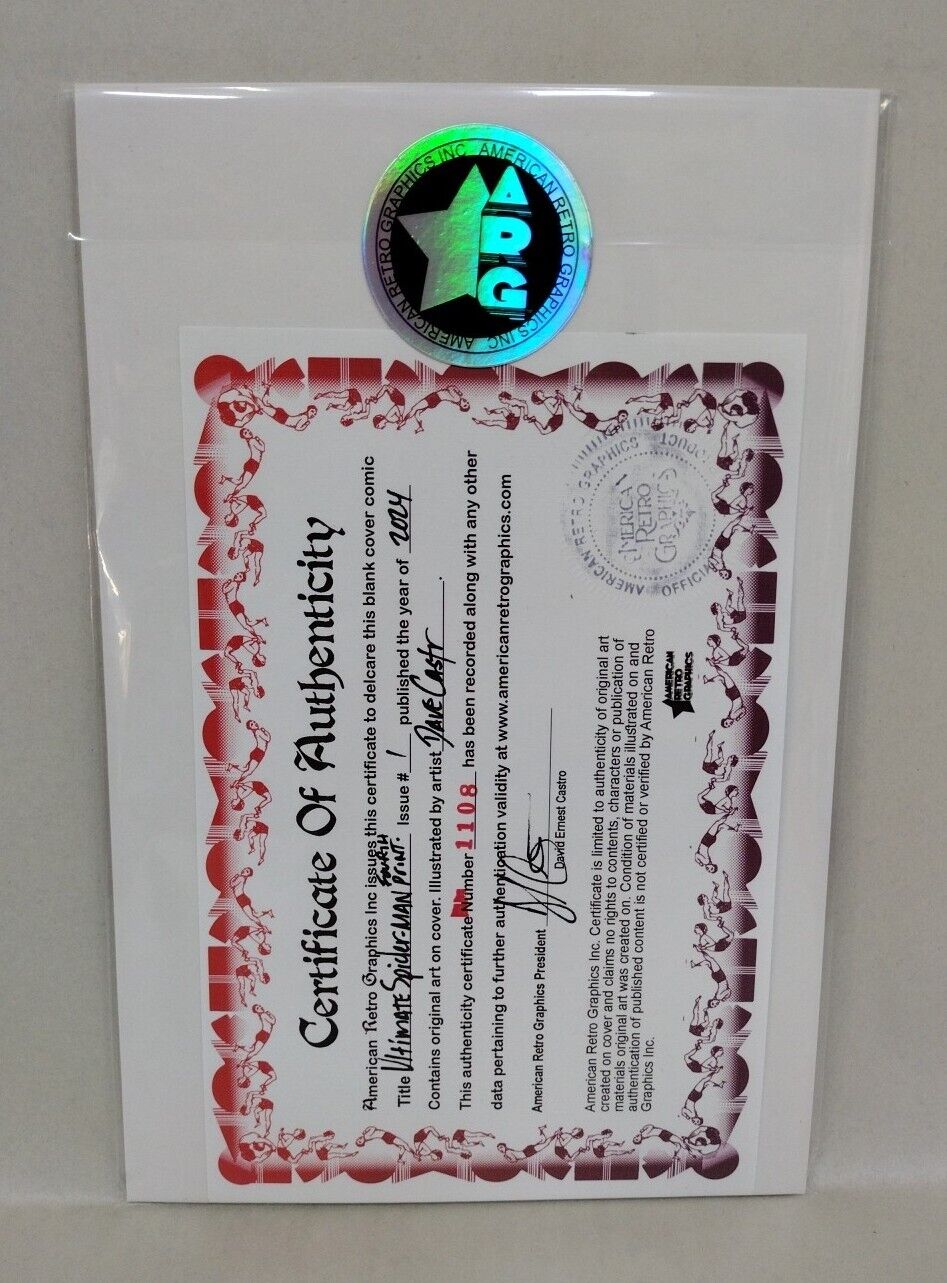 AMERICAN RETRO GRAPHICS INC AMERICAN RETRO GRAPHICS INC
ARG
Certificate Of Authenticity
American Retro Graphics Inc issues this certificate to delcare this blank cover comic
Title Ultimate Spider-Man Fourth Print. Issue # 1 published the year of 2024
Contains original art on cover. Illustrated by artist Dave Castr.
This authenticity certificate Number 1108 has been recorded along with any other
data pertaining to further authentication validity at www.americanretrographics.com
American Retro Graphics President
David Ernest Castro
American Retro Graphics Inc. Certificate is limited to authenticity of original art
created on cover and claims no rights to contents, characters or publication of
materials original art was created on. Condition of materials illustrated on and
authentication of published content is not certified or verified by American Retro
Graphics Inc.
AMERICAN
RETRO
GRAPHICS
AMERICAN RETRO GRAPHICS
AMERICAN
RETRO
GRAPHICS